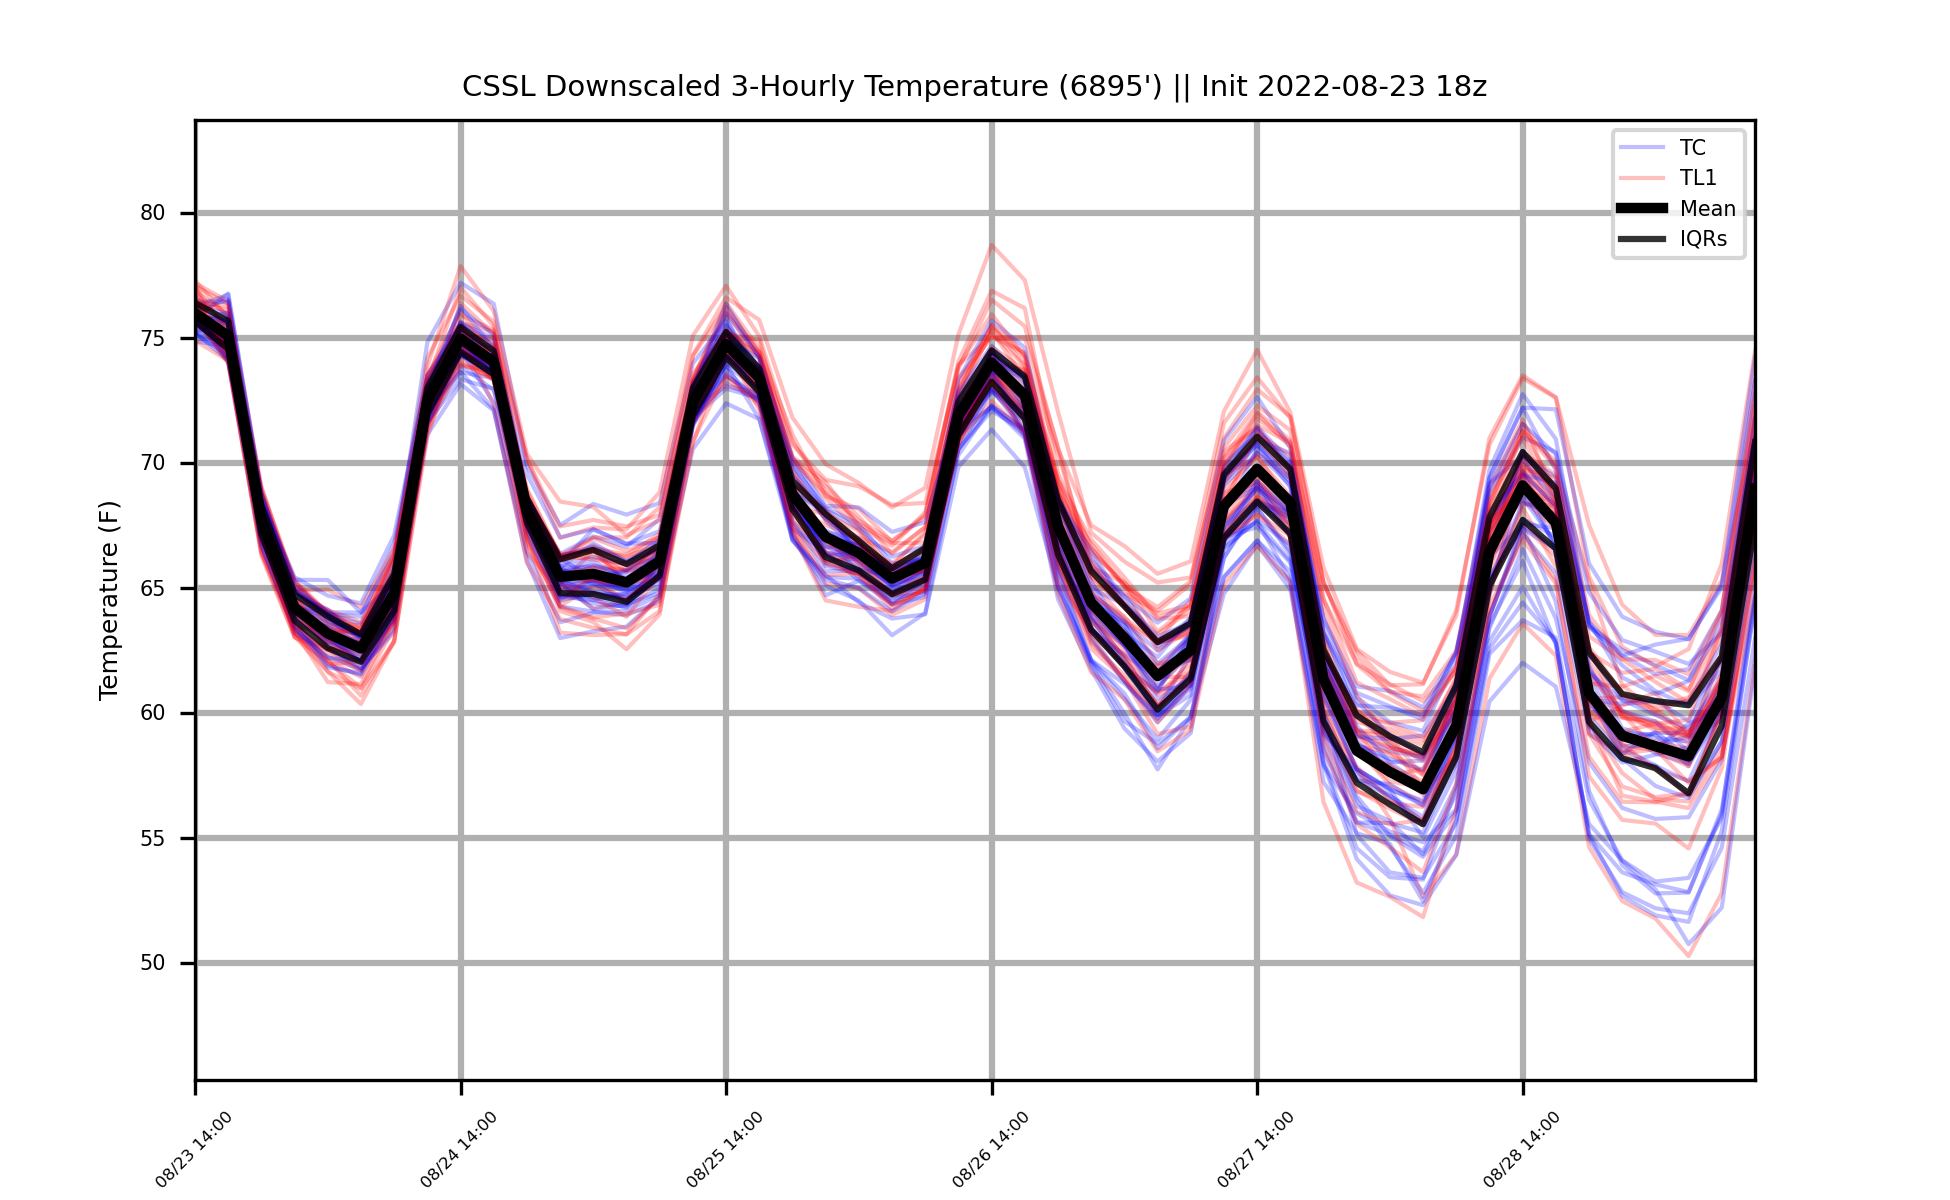 CSSL Downscaled 3-Hourly Temperature (6895') || Init 2022-08-23 18z
TC
TL1
Mean
IQRs
Temperature (F)
80
75
70
65
60
55
50
08/23 14:00
08/24 14:00
08/25 14:00
08/26 14:00
08/27 14:00
08/28 14:00